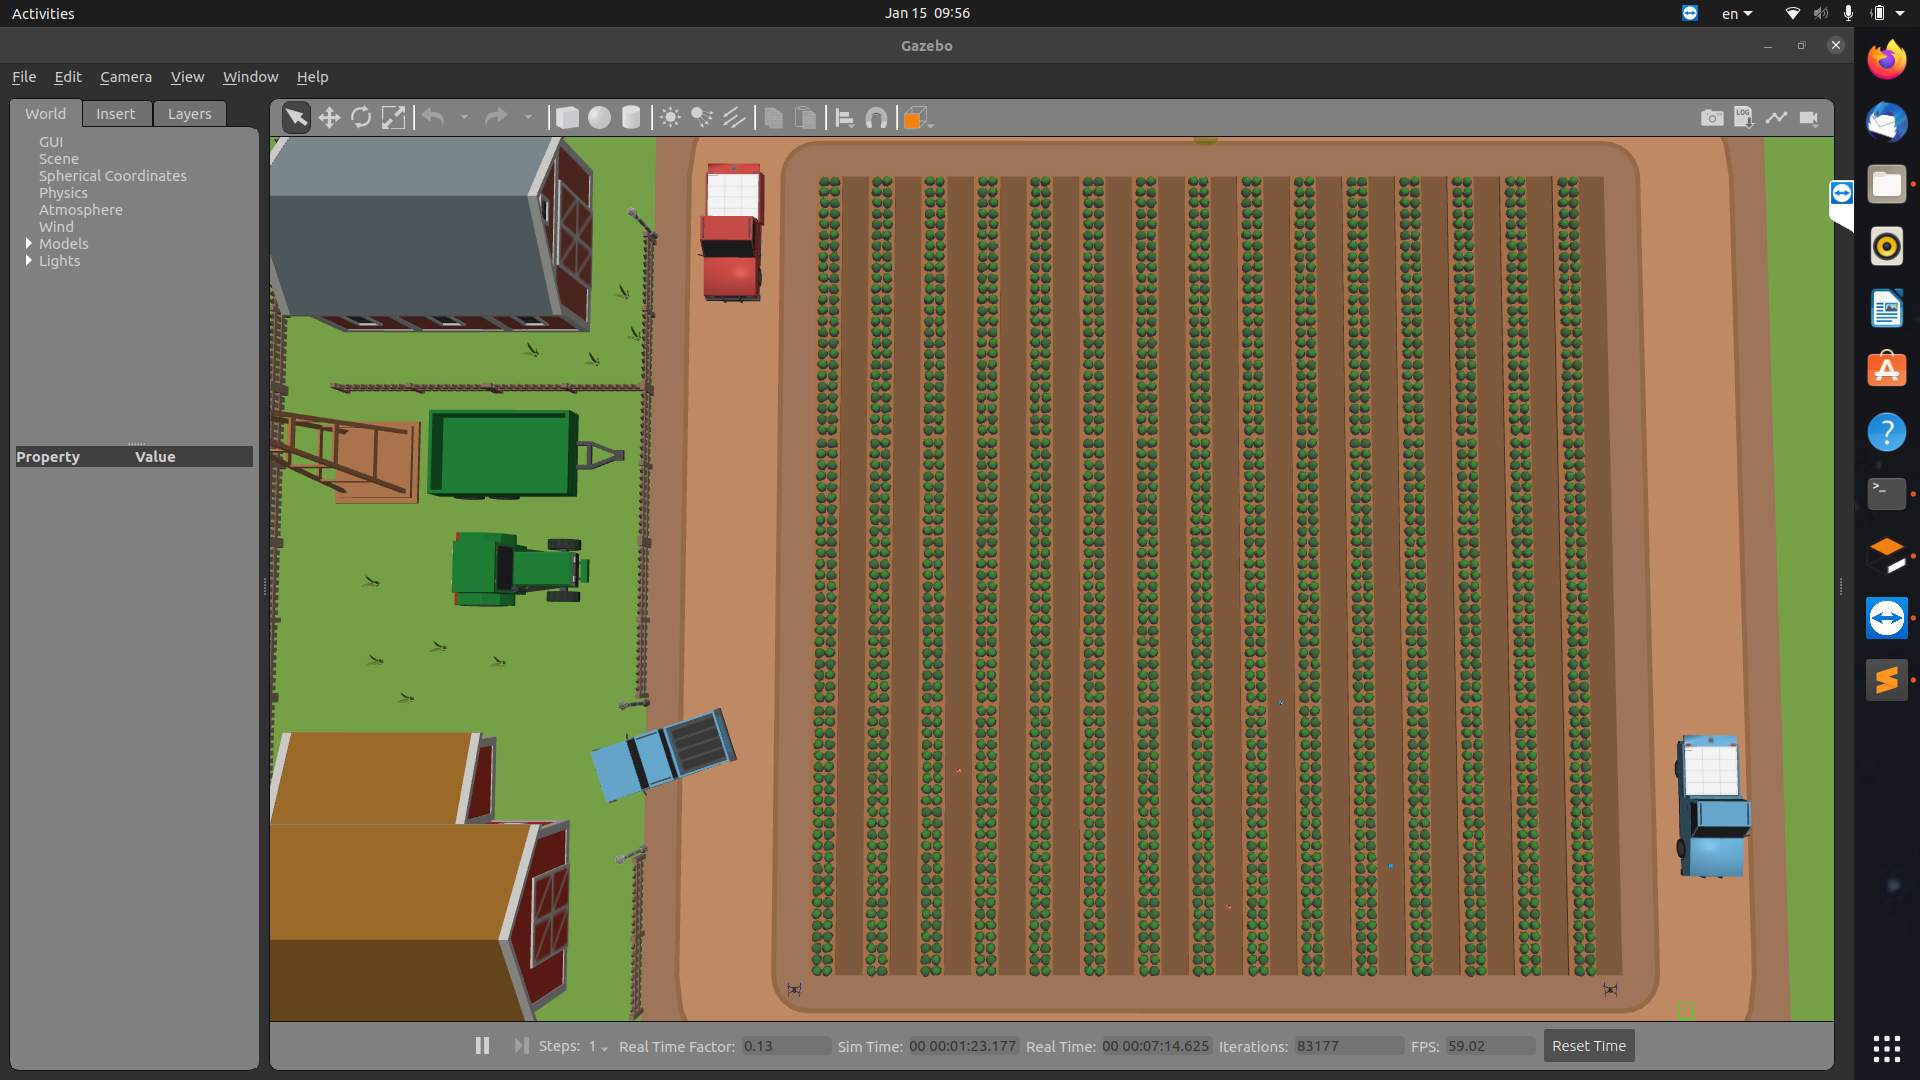 Activities
Jan 15 09:56
en
Gazebo
File Edit Camera View Window Help
World Insert Layers
LOG
GUI
Scene
Spherical Coordinates
Physics
Atmosphere
Wind
Models
Lights
Property Value
Steps: 1 Real Time Factor: 0.13 Sim Time: 00 00:01:23.177 Real Time: 00 00:07:14.625 Iterations: 83177 FPS: 59.02 Reset Time